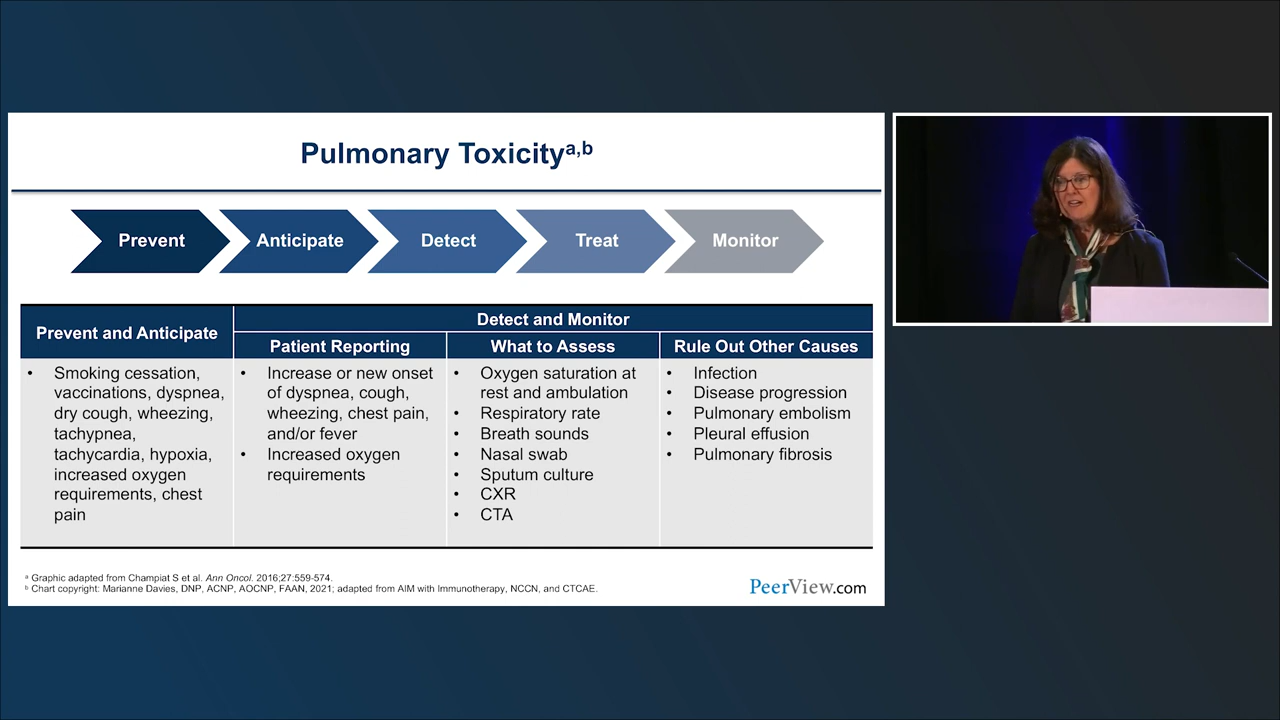 Pulmonary Toxicityᵃ,ᵇ
Prevent
Anticipate
Detect
Treat
Monitor
Prevent and Anticipate
Detect and Monitor
Patient Reporting
What to Assess
Rule Out Other Causes
• Smoking cessation,
vaccinations, dyspnea,
dry cough, wheezing,
tachypnea,
tachycardia, hypoxia,
increased oxygen
requirements, chest
pain
• Increase or new onset
of dyspnea, cough,
wheezing, chest pain,
and/or fever
• Increased oxygen
requirements
• Oxygen saturation at
rest and ambulation
• Respiratory rate
• Breath sounds
• Nasal swab
• Sputum culture
• CXR
• CTA
• Infection
• Disease progression
• Pulmonary embolism
• Pleural effusion
• Pulmonary fibrosis
ᵃ Graphic adapted from Champiat S et al. Ann Oncol. 2016;27:559-574.
ᵇ Chart copyright: Marianne Davies, DNP, ACNP, AOCNP, FAAN, 2021; adapted from AIM with Immunotherapy, NCCN, and CTCAE.
PeerView.com